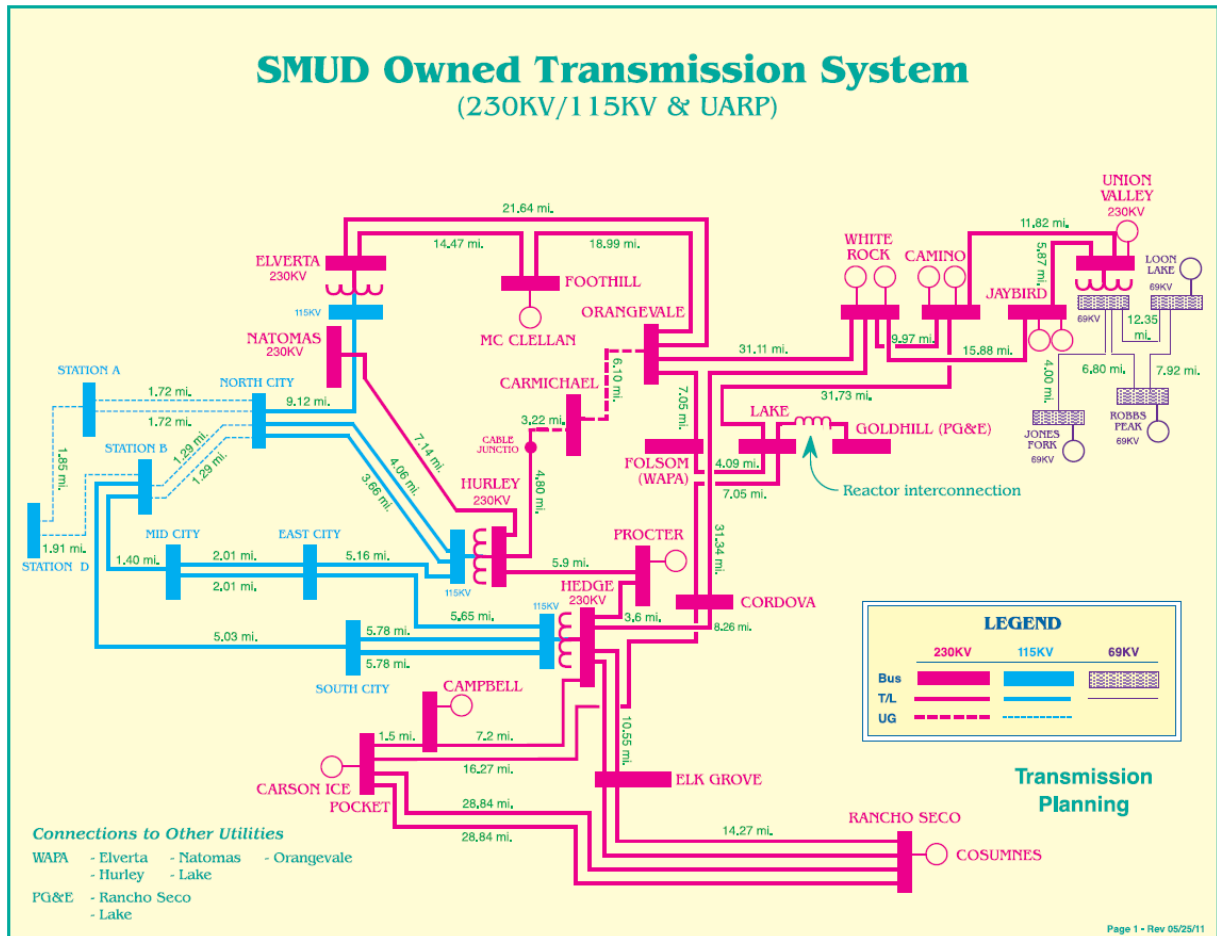 SMUD Owned Transmission System
(230KV/115KV & UARP)
UNION
VALLEY
230KV
21.64 mi.
11.82 mi.
14.47 mi.
18.99 mi.
WHITE
ROCK
CAMINO
5.87 mi.
LOON
LAKE
69KV
ELVERTA
230KV
FOOTHILL
JAYBIRD
ORANGEVALE
115KV
69KV
12.35
mi.
NATOMAS
230KV
MC CLELLAN
9.97 mi.
31.11 mi.
15.88 mi.
STATION A
1.72 mi.
NORTH CITY
CARMICHAEL
6.10 mi.
4.00 mi.
6.80 mi.
7.92 mi.
9.12 mi.
31.73 mi.
1.72 mi.
3.22 mi.
7.05 mi.
LAKE
GOLDHILL (PG&E)
ROBBS
PEAK
69KV
STATION B
1.29 mi.
1.29 mi.
CABLE
JUNCTIO
JONES
FORK
69KV
1.85 mi.
7.14 mi.
4.06 mi.
3.66 mi.
HURLEY
230KV
4.80 mi.
FOLSOM
(WAPA)
4.09 mi.
7.05 mi.
Reactor interconnection
MID CITY
EAST CITY
PROCTER
31.34 mi.
1.91 mi.
STATION D
1.40 mi.
2.01 mi.
5.16 mi.
5.9 mi.
2.01 mi.
115KV
HEDGE
230KV
115KV
CORDOVA
5.65 mi.
3.6 mi.
8.26 mi.
5.03 mi.
5.78 mi.
5.78 mi.
SOUTH CITY
LEGEND
230KV
115KV
69KV
Bus
T/L
UG
CAMPBELL
1.5 mi.
7.2 mi.
10.55 mi.
16.27 mi.
CARSON ICE
POCKET
ELK GROVE
28.84 mi.
28.84 mi.
14.27 mi.
Transmission
Planning
RANCHO SECO
COSUMNES
Connections to Other Utilities
WAPA - Elverta - Natomas - Orangevale
- Hurley - Lake
PG&E - Rancho Seco
- Lake
Page 1 - Rev 05/25/11